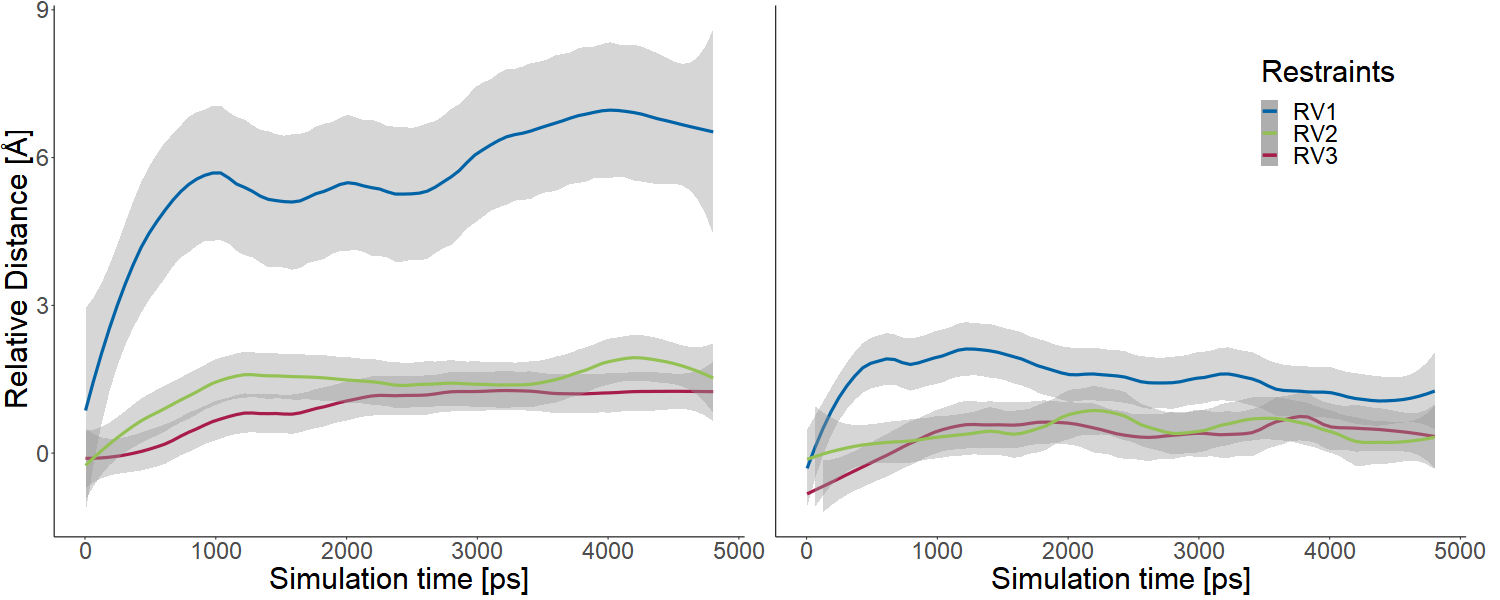 Relative Distance [Å]
9
6
3
0
0 1000 2000 3000 4000 5000
Simulation time [ps]
Restraints
RV1
RV2
RV3
0 1000 2000 3000 4000 5000
Simulation time [ps]